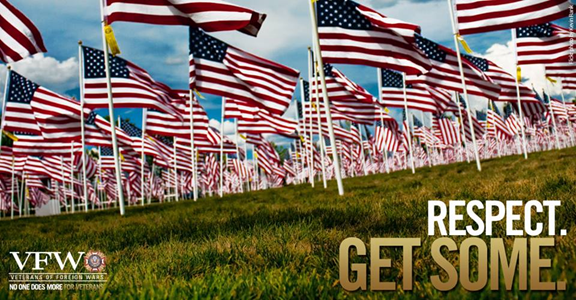 RESPECT.
GET SOME.
VFW
VETERANS OF FOREIGN WARS
NO ONE DOES MORE FOR VETERANS.